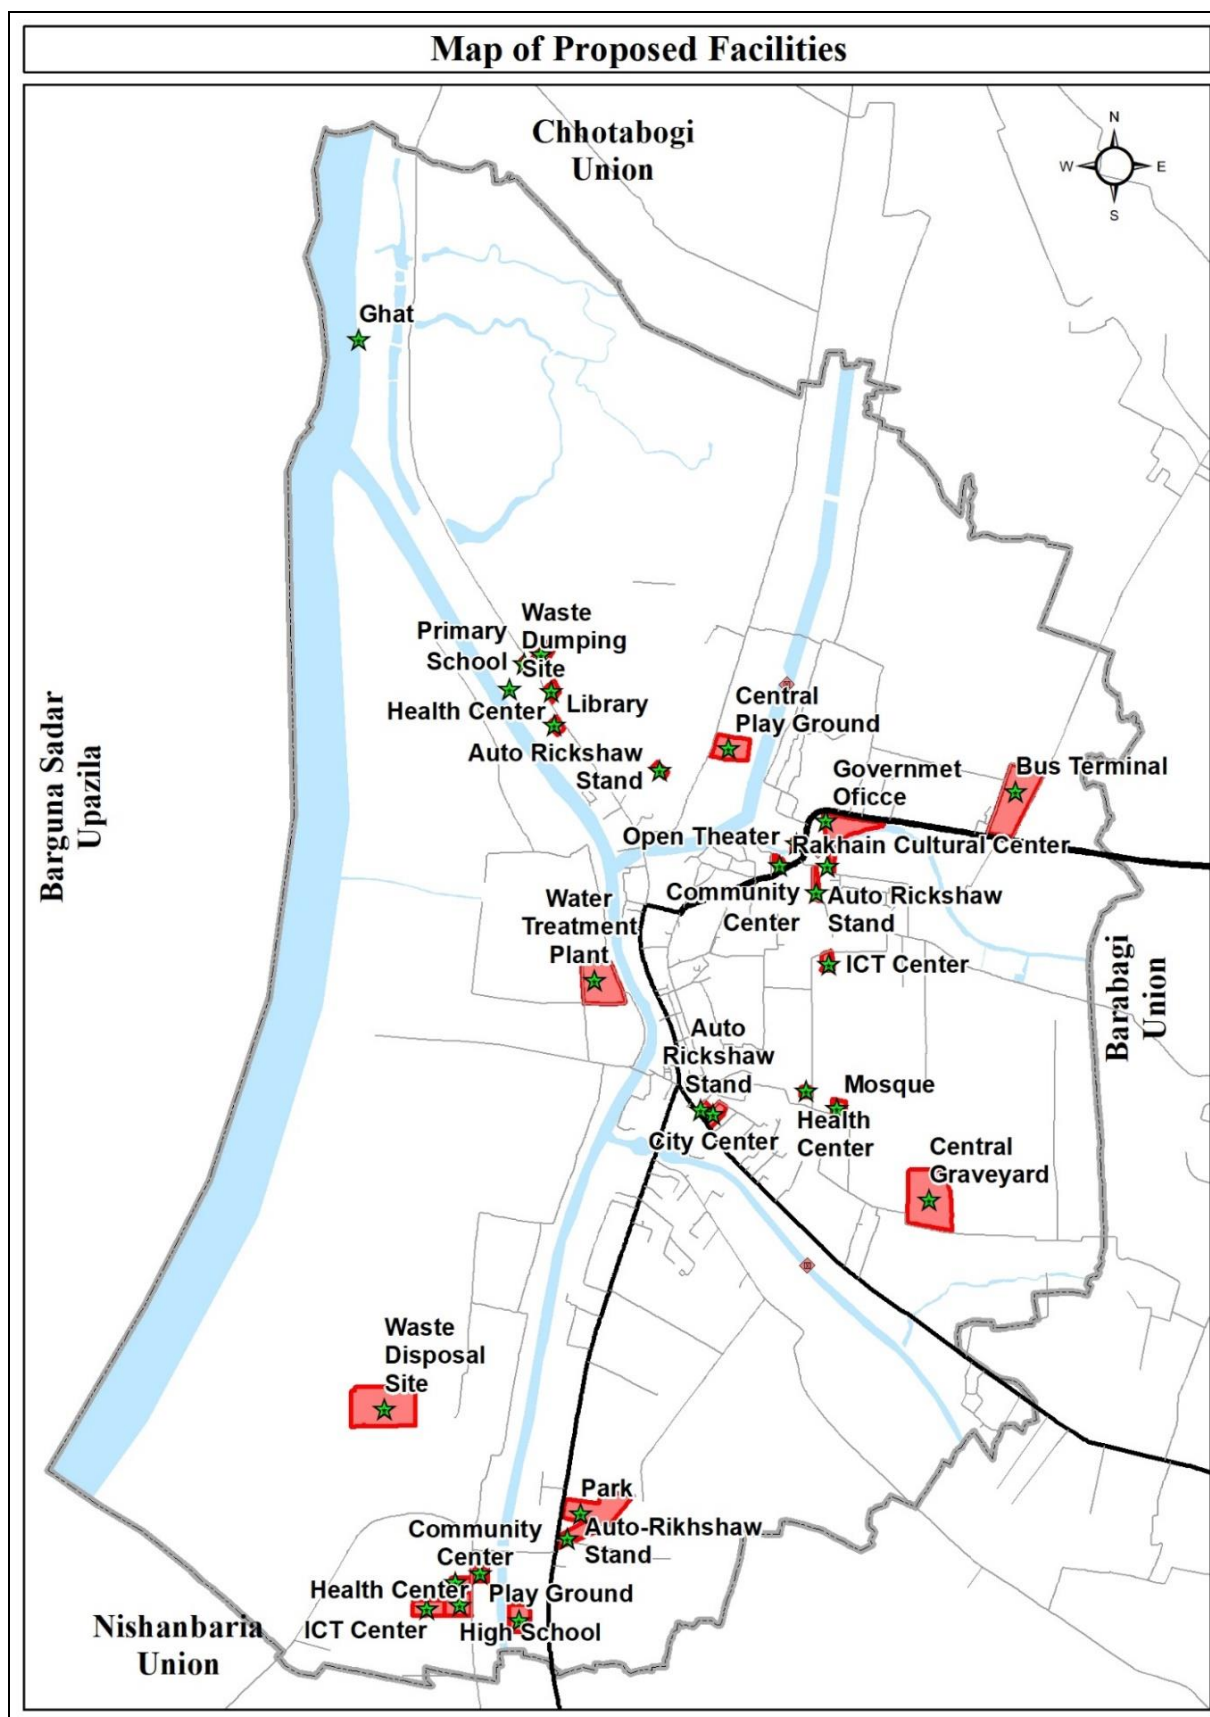 Map of Proposed Facilities
Chhotabogi
Union
N
W
E
S
Ghat
Barguna Sadar
Upazila
Primary
School
Waste
Dumping
Site
Health Center
Library
Auto Rickshaw
Stand
Central
Play Ground
Governmet
Oficce
Bus Terminal
Open Theater
Rakhain Cultural Center
Community
Center
Auto Rickshaw
Stand
Water
Treatment
Plant
ICT Center
Barabagi
Union
Auto
Rickshaw
Stand
City Center
Mosque
Health
Center
Central
Graveyard
Waste
Disposal
Site
Park
Auto-Rikhshaw
Stand
Community
Center
Health Center
Play Ground
ICT Center
High School
Nishanbaria
Union